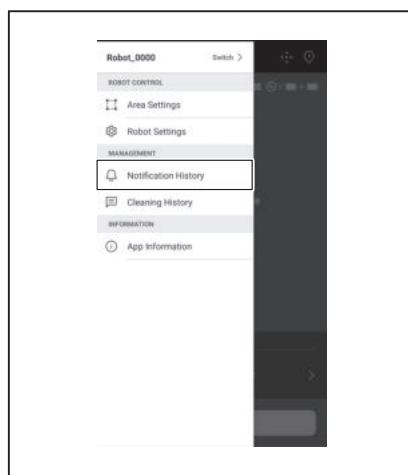 Robot_0000
Switch >
ROBOT CONTROL
Area Settings
Robot Settings
MANAGEMENT
Notification History
Cleaning History
INFORMATION
App Information